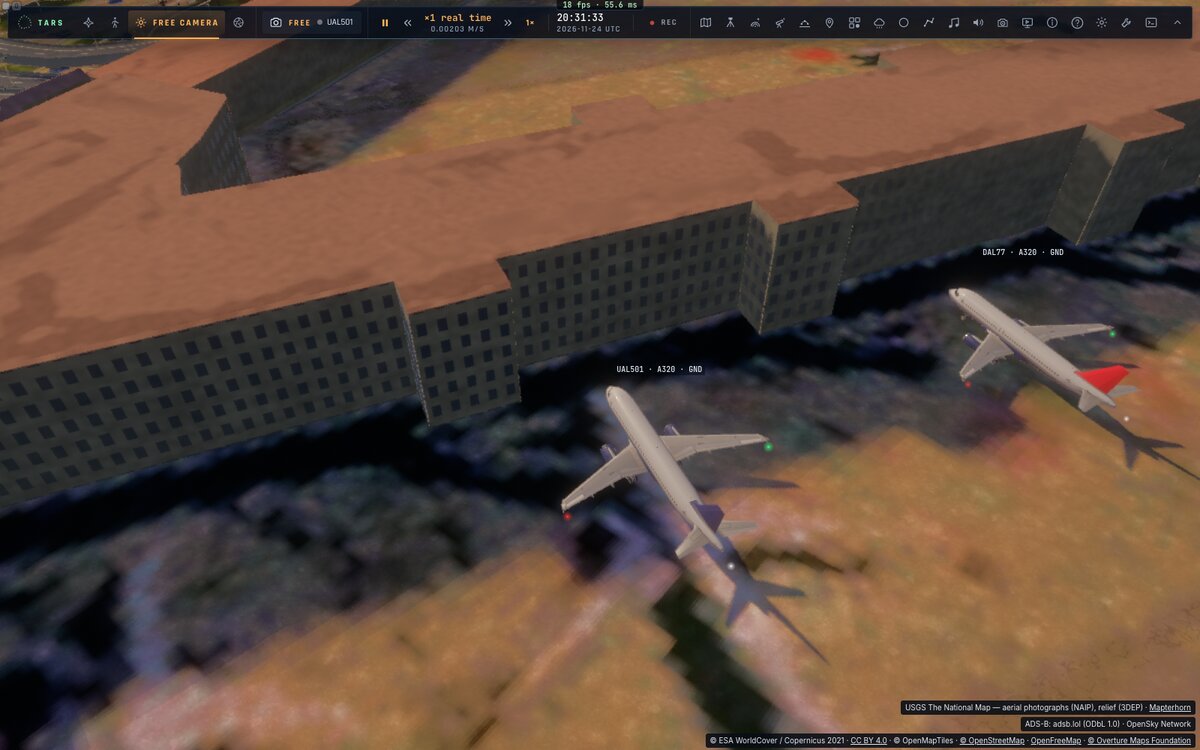 18 fps · 55.6 ms
TARS
FREE CAMERA
FREE
UAL501
×1 real time
0.00203 M/S
1×
20:31:33
2026-11-24 UTC
REC
DAL77 · A320 · GND
UAL501 · A320 · GND
USGS The National Map — aerial photographs (NAIP), relief (3DEP) · Mapterhorn
ADS-B: adsb.lol (ODbL 1.0) · OpenSky Network
© ESA WorldCover / Copernicus 2021 · CC BY 4.0 · © OpenMapTiles · © OpenStreetMap · OpenFreeMap · © Overture Maps Foundation